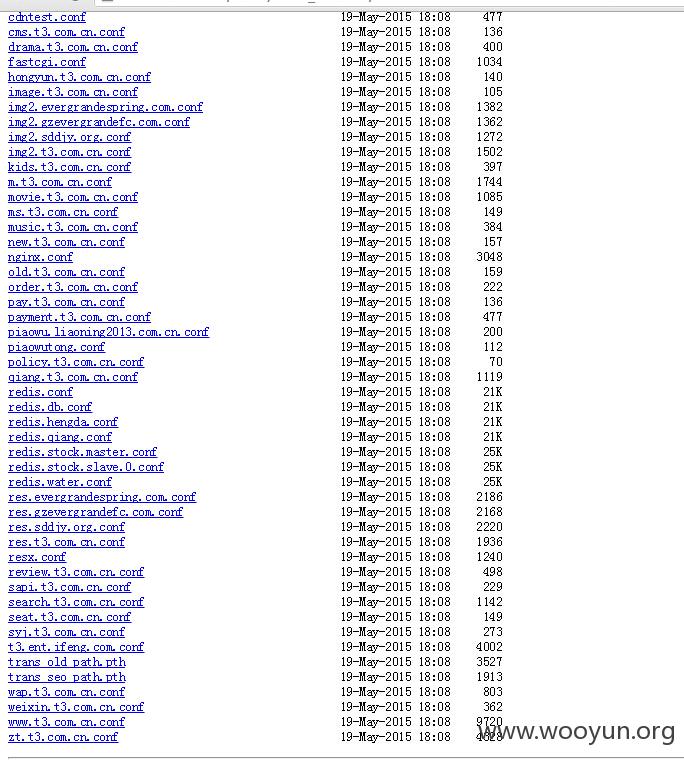 cdntest.conf 19-May-2015 18:08 477
cms.t3.com.cn.conf 19-May-2015 18:08 136
drama.t3.com.cn.conf 19-May-2015 18:08 400
fastcgi.conf 19-May-2015 18:08 1034
hongyun.t3.com.cn.conf 19-May-2015 18:08 140
image.t3.com.cn.conf 19-May-2015 18:08 105
img2.evergrandespring.com.conf 19-May-2015 18:08 1382
img2.gzevergrandefc.com.conf 19-May-2015 18:08 1362
img2.sddjy.org.conf 19-May-2015 18:08 1272
img2.t3.com.cn.conf 19-May-2015 18:08 1502
kids.t3.com.cn.conf 19-May-2015 18:08 397
m.t3.com.cn.conf 19-May-2015 18:08 1744
movie.t3.com.cn.conf 19-May-2015 18:08 1085
ms.t3.com.cn.conf 19-May-2015 18:08 149
music.t3.com.cn.conf 19-May-2015 18:08 384
new.t3.com.cn.conf 19-May-2015 18:08 157
nginx.conf 19-May-2015 18:08 3048
old.t3.com.cn.conf 19-May-2015 18:08 159
order.t3.com.cn.conf 19-May-2015 18:08 222
pay.t3.com.cn.conf 19-May-2015 18:08 136
payment.t3.com.cn.conf 19-May-2015 18:08 477
piaowu.liaoning2013.com.cn.conf 19-May-2015 18:08 200
piaowutong.conf 19-May-2015 18:08 112
policy.t3.com.cn.conf 19-May-2015 18:08 70
qiang.t3.com.cn.conf 19-May-2015 18:08 1119
redis.conf 19-May-2015 18:08 21K
redis.db.conf 19-May-2015 18:08 21K
redis.hengda.conf 19-May-2015 18:08 21K
redis.qiang.conf 19-May-2015 18:08 21K
redis.stock.master.conf 19-May-2015 18:08 25K
redis.stock.slave.0.conf 19-May-2015 18:08 25K
redis.water.conf 19-May-2015 18:08 25K
res.evergrandespring.com.conf 19-May-2015 18:08 2186
res.gzevergrandefc.com.conf 19-May-2015 18:08 2168
res.sddjy.org.conf 19-May-2015 18:08 2220
res.t3.com.cn.conf 19-May-2015 18:08 1936
resx.conf 19-May-2015 18:08 1240
review.t3.com.cn.conf 19-May-2015 18:08 498
sapi.t3.com.cn.conf 19-May-2015 18:08 229
search.t3.com.cn.conf 19-May-2015 18:08 1142
seat.t3.com.cn.conf 19-May-2015 18:08 149
syj.t3.com.cn.conf 19-May-2015 18:08 273
t3.ent.ifeng.com.conf 19-May-2015 18:08 4002
trans_old_path.pth 19-May-2015 18:08 3527
trans_seo_path.pth 19-May-2015 18:08 1913
wap.t3.com.cn.conf 19-May-2015 18:08 803
weixin.t3.com.cn.conf 19-May-2015 18:08 362
www.t3.com.cn.conf 19-May-2015 18:08 9720
zt.t3.com.cn.conf 19-May-2015 18:08
www.wooyun.org